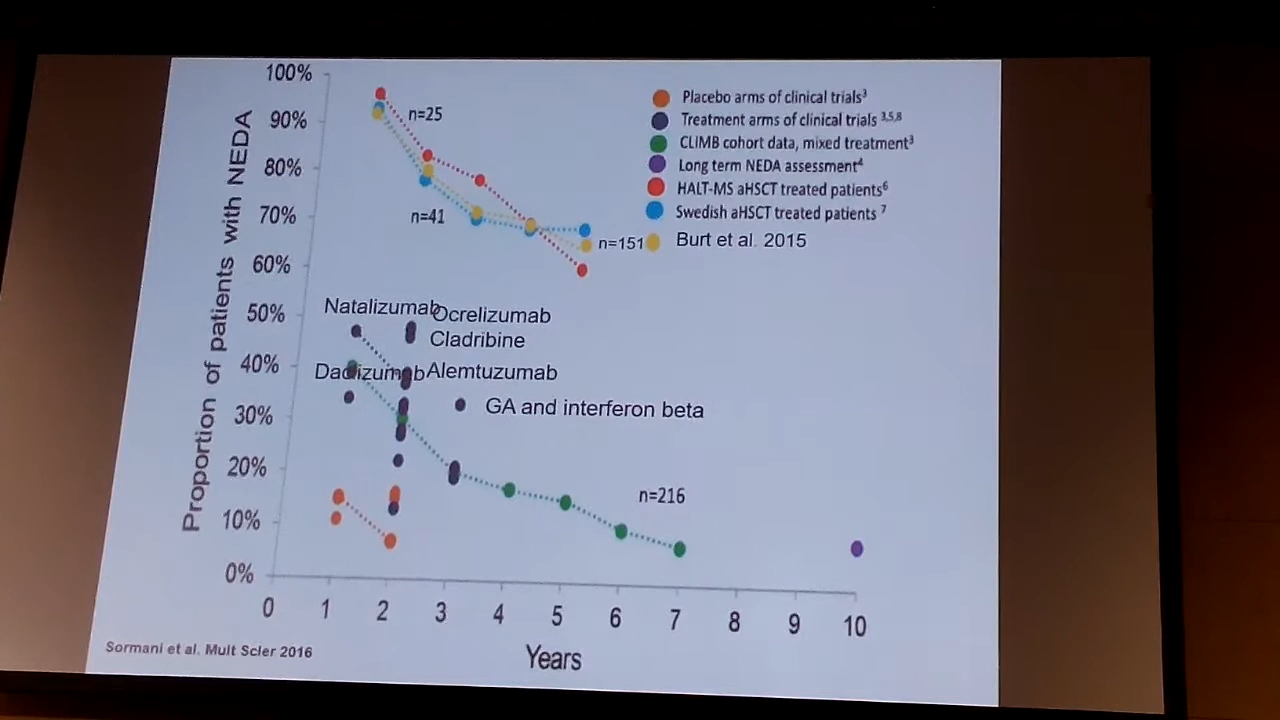 100%
90%
80%
70%
60%
50%
40%
30%
20%
10%
0%
Proportion of patients with NEDA
0 1 2 3 4 5 6 7 8 9 10
Years
n=25
n=41
n=151
n=216
Placebo arms of clinical trials³
Treatment arms of clinical trials ³,⁵,⁸
CLIMB cohort data, mixed treatment³
Long term NEDA assessment⁴
HALT-MS aHSCT treated patients⁶
Swedish aHSCT treated patients ⁷
Burt et al. 2015
Natalizumab
Ocrelizumab
Cladribine
Daclizumab
Alemtuzumab
GA and interferon beta
Sormani et al. Mult Scler 2016